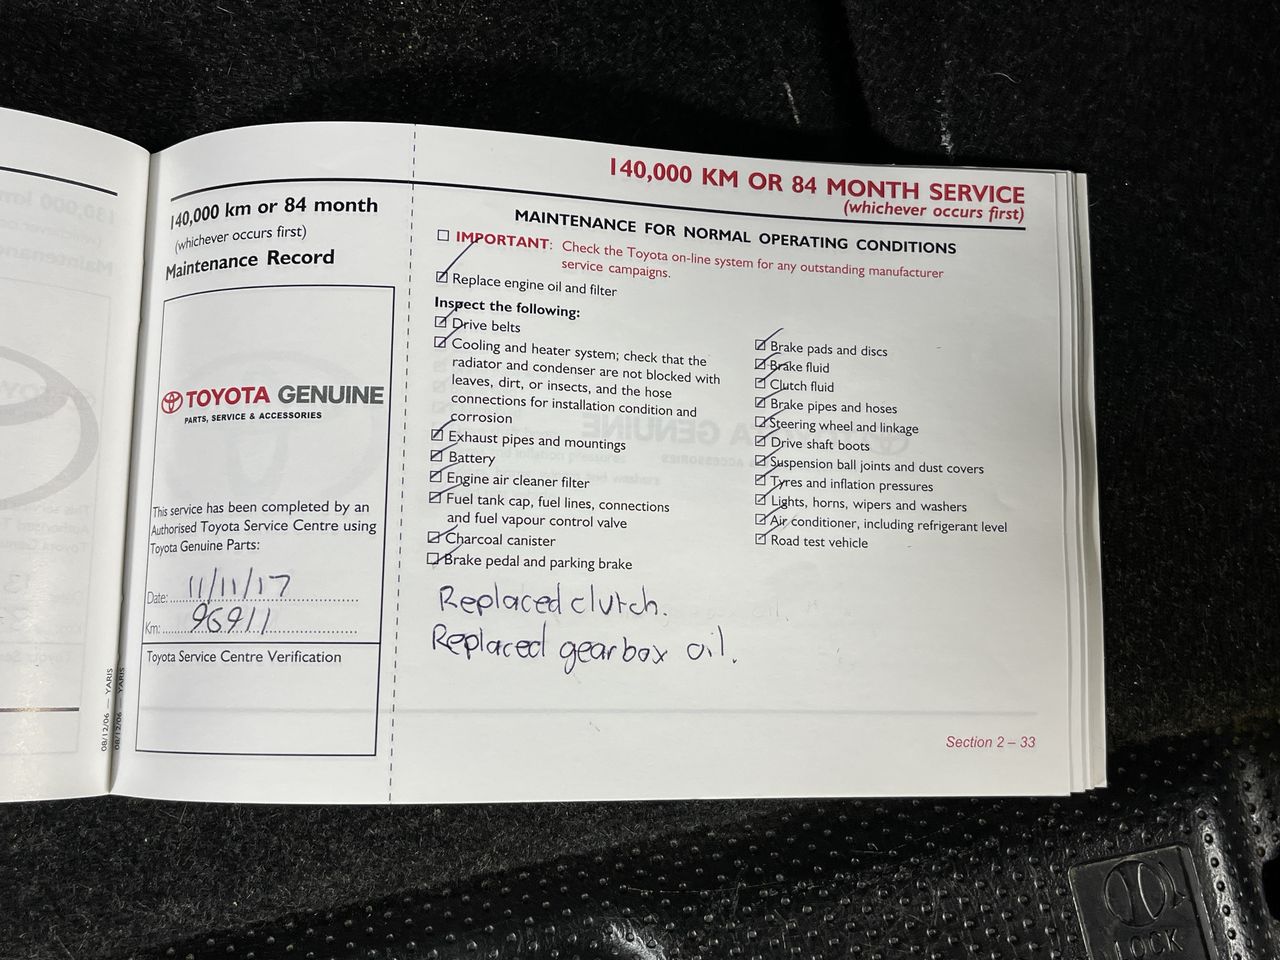 140,000 km or 84 month
(whichever occurs first)
Maintenance Record
TOYOTA GENUINE
PARTS, SERVICE & ACCESSORIES
This service has been completed by an
Authorised Toyota Service Centre using
Toyota Genuine Parts:
Date: 11/11/17
Km: 96911
Toyota Service Centre Verification
08/12/06 — YARIS
08/12/06 — YARIS
140,000 KM OR 84 MONTH SERVICE
(whichever occurs first)
MAINTENANCE FOR NORMAL OPERATING CONDITIONS
IMPORTANT: Check the Toyota on-line system for any outstanding manufacturer
service campaigns.
Replace engine oil and filter
Inspect the following:
Drive belts
Cooling and heater system; check that the
radiator and condenser are not blocked with
leaves, dirt, or insects, and the hose
connections for installation condition and
corrosion
Exhaust pipes and mountings
Battery
Engine air cleaner filter
Fuel tank cap, fuel lines, connections
and fuel vapour control valve
Charcoal canister
Brake pedal and parking brake
Brake pads and discs
Brake fluid
Clutch fluid
Brake pipes and hoses
Steering wheel and linkage
Drive shaft boots
Suspension ball joints and dust covers
Tyres and inflation pressures
Lights, horns, wipers and washers
Air conditioner, including refrigerant level
Road test vehicle
Replaced clutch.
Replaced gearbox oil.
Section 2 – 33
LOCK